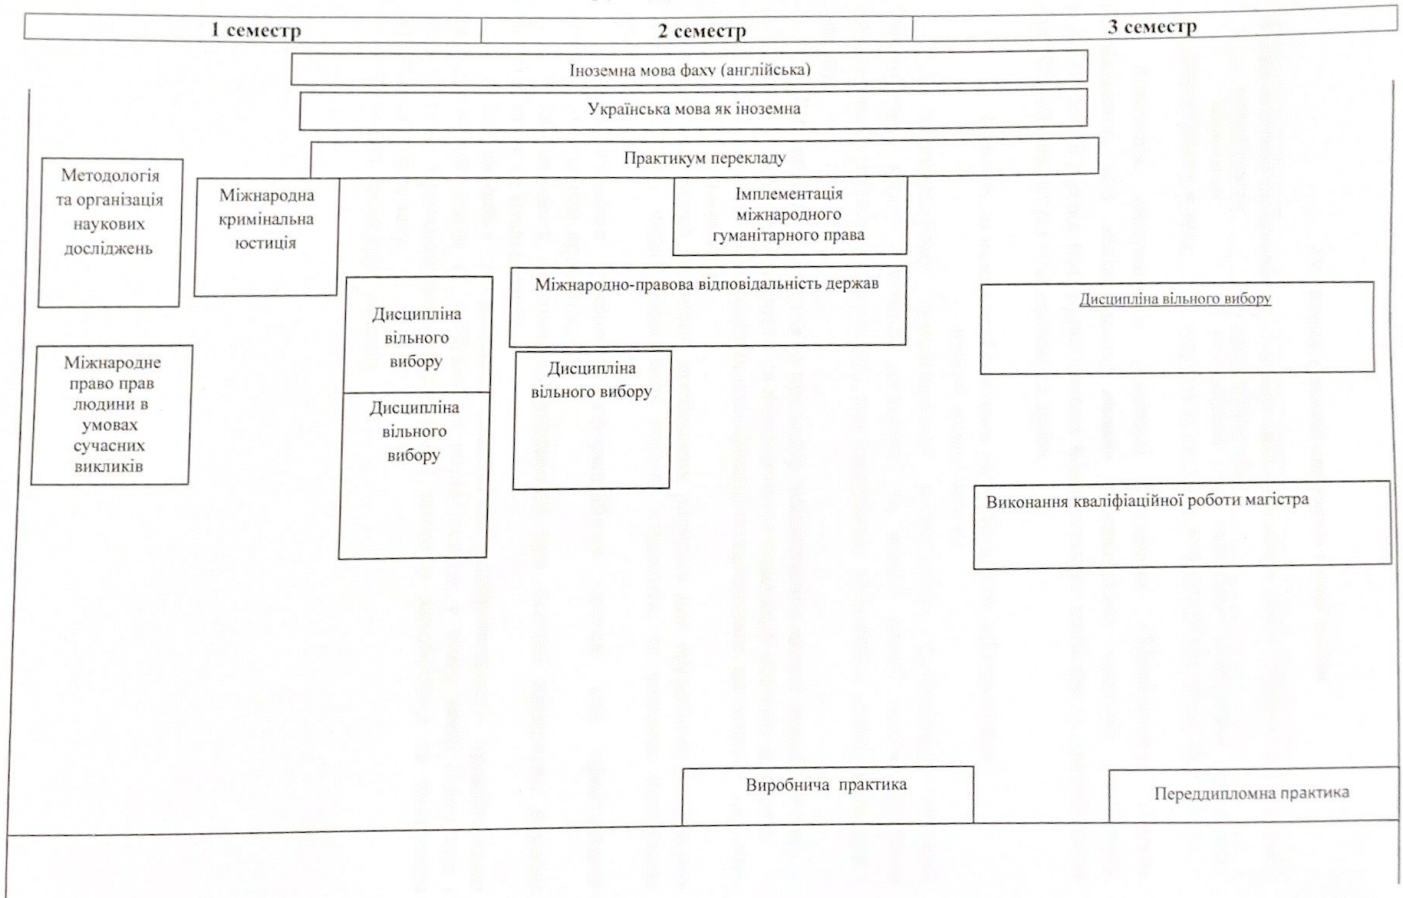 1 семестр
2 семестр
3 семестр
Іноземна мова фаху (англійська)
Українська мова як іноземна
Практикум перекладу
Методологія
та організація
наукових
досліджень
Міжнародна
кримінальна
юстиція
Імплементація
міжнародного
гуманітарного права
Міжнародно-правова відповідальність держав
Дисципліна вільного вибору
Дисципліна
вільного
вибору
Дисципліна
вільного вибору
Міжнародне
право прав
людини в
умовах
сучасних
викликів
Дисципліна
вільного
вибору
Виконання кваліфіаційної роботи магістра
Виробнича практика
Переддипломна практика